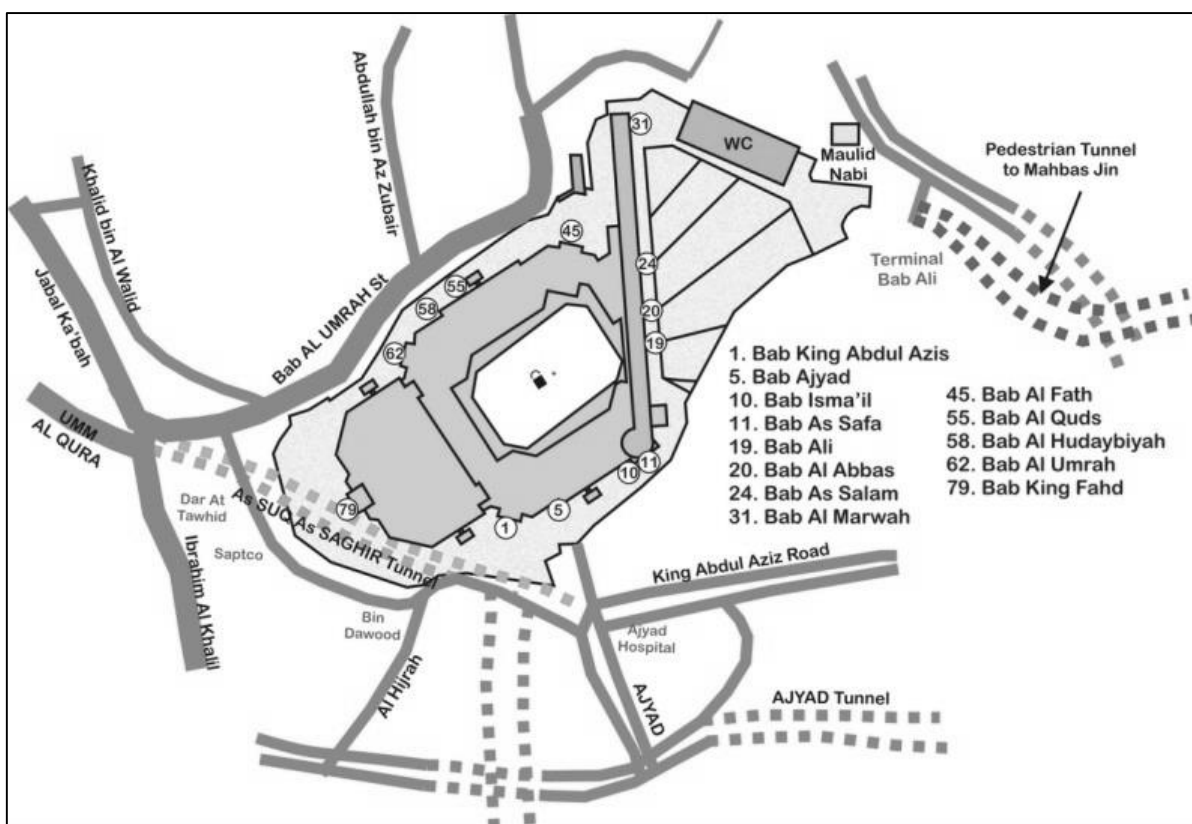 Abdullah bin Az Zubair
31
WC
Maulid
Nabi
Pedestrian Tunnel
to Mahbas Jin
Khalid bin Al Walid
Jabal Ka'bah
45
24
Terminal
Bab Ali
55
58
20
62
19
Bab AL UMRAH St
UMM
AL QURA
1. Bab King Abdul Azis
5. Bab Ajyad
10. Bab Isma'il
11. Bab As Safa
19. Bab Ali
20. Bab Al Abbas
24. Bab As Salam
31. Bab Al Marwah
45. Bab Al Fath
55. Bab Al Quds
58. Bab Al Hudaybiyah
62. Bab Al Umrah
79. Bab King Fahd
10
11
79
5
1
Dar At
Tawhid
As SUQ As SAGHIR Tunnel
Saptco
Ibrahim Al Khalil
King Abdul Aziz Road
Bin
Dawood
Ajyad
Hospital
Al Hijrah
AJYAD
AJYAD Tunnel